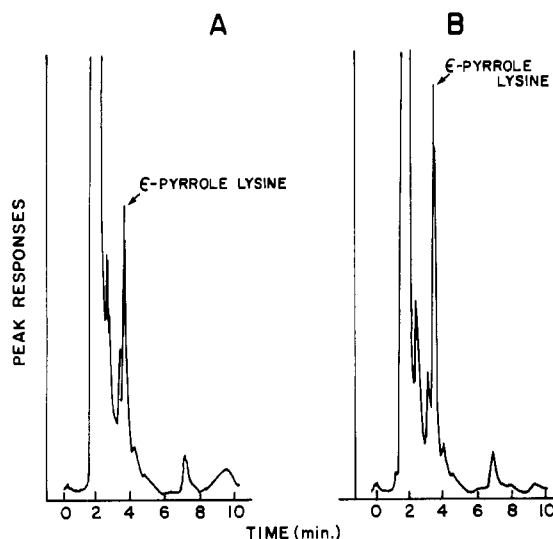 A
B
Є-PYRROLE
LYSINE
Є-PYRROLE LYSINE
PEAK RESPONSES
0 2 4 6 8 10
0 2 4 6 8 10
TIME (min.)